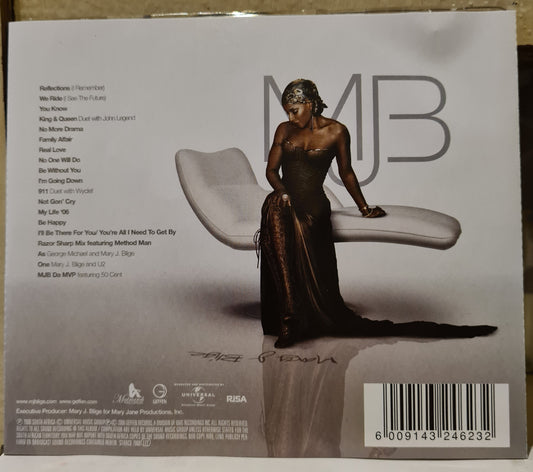 MJB
Reflections (I Remember)
We Ride (I See The Future)
You Know
King & Queen Duet with John Legend
No More Drama
Family Affair
Real Love
No One Will Do
Be Without You
I'm Going Down
911 Duet with Wyclef
Not Gon' Cry
My Life '06
Be Happy
I'll Be There For You/ You're All I Need To Get By
Razor Sharp Mix featuring Method Man
As George Michael and Mary J. Blige
One Mary J. Blige and U2
MJB Da MVP featuring 50 Cent
Mary J Blige
www.mjblige.com www.geffen.com
GEFFEN
UNIVERSAL
RiSA
Executive Producer: Mary J. Blige for Mary Jane Productions, Inc.
6 009143 246232